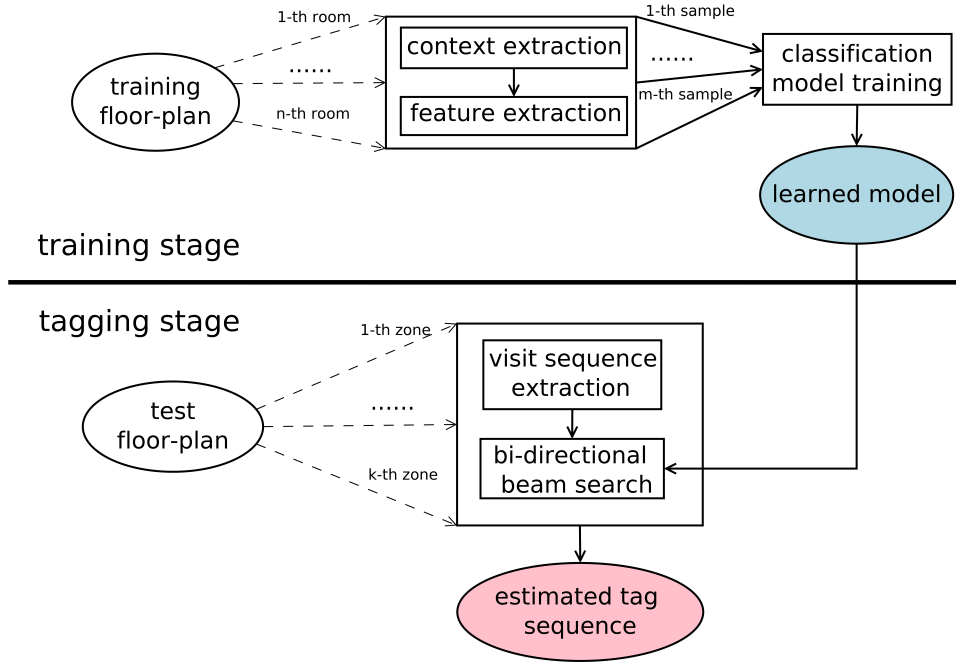 1-th room
......
n-th room
training
floor-plan
context extraction
feature extraction
1-th sample
......
m-th sample
classification
model training
learned model
training stage
tagging stage
1-th zone
......
k-th zone
test
floor-plan
visit sequence
extraction
bi-directional
beam search
estimated tag
sequence